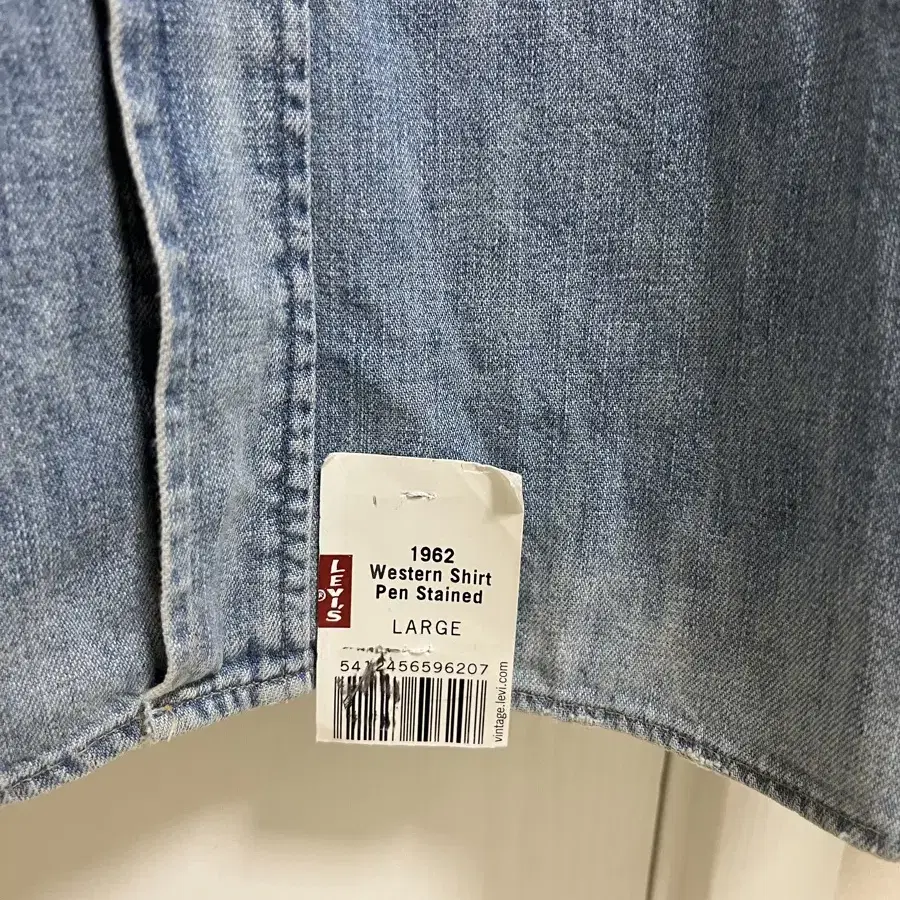 1962
Western Shirt
Pen Stained
LEVI'S
®
LARGE
5412456596207
vintage.levi.com